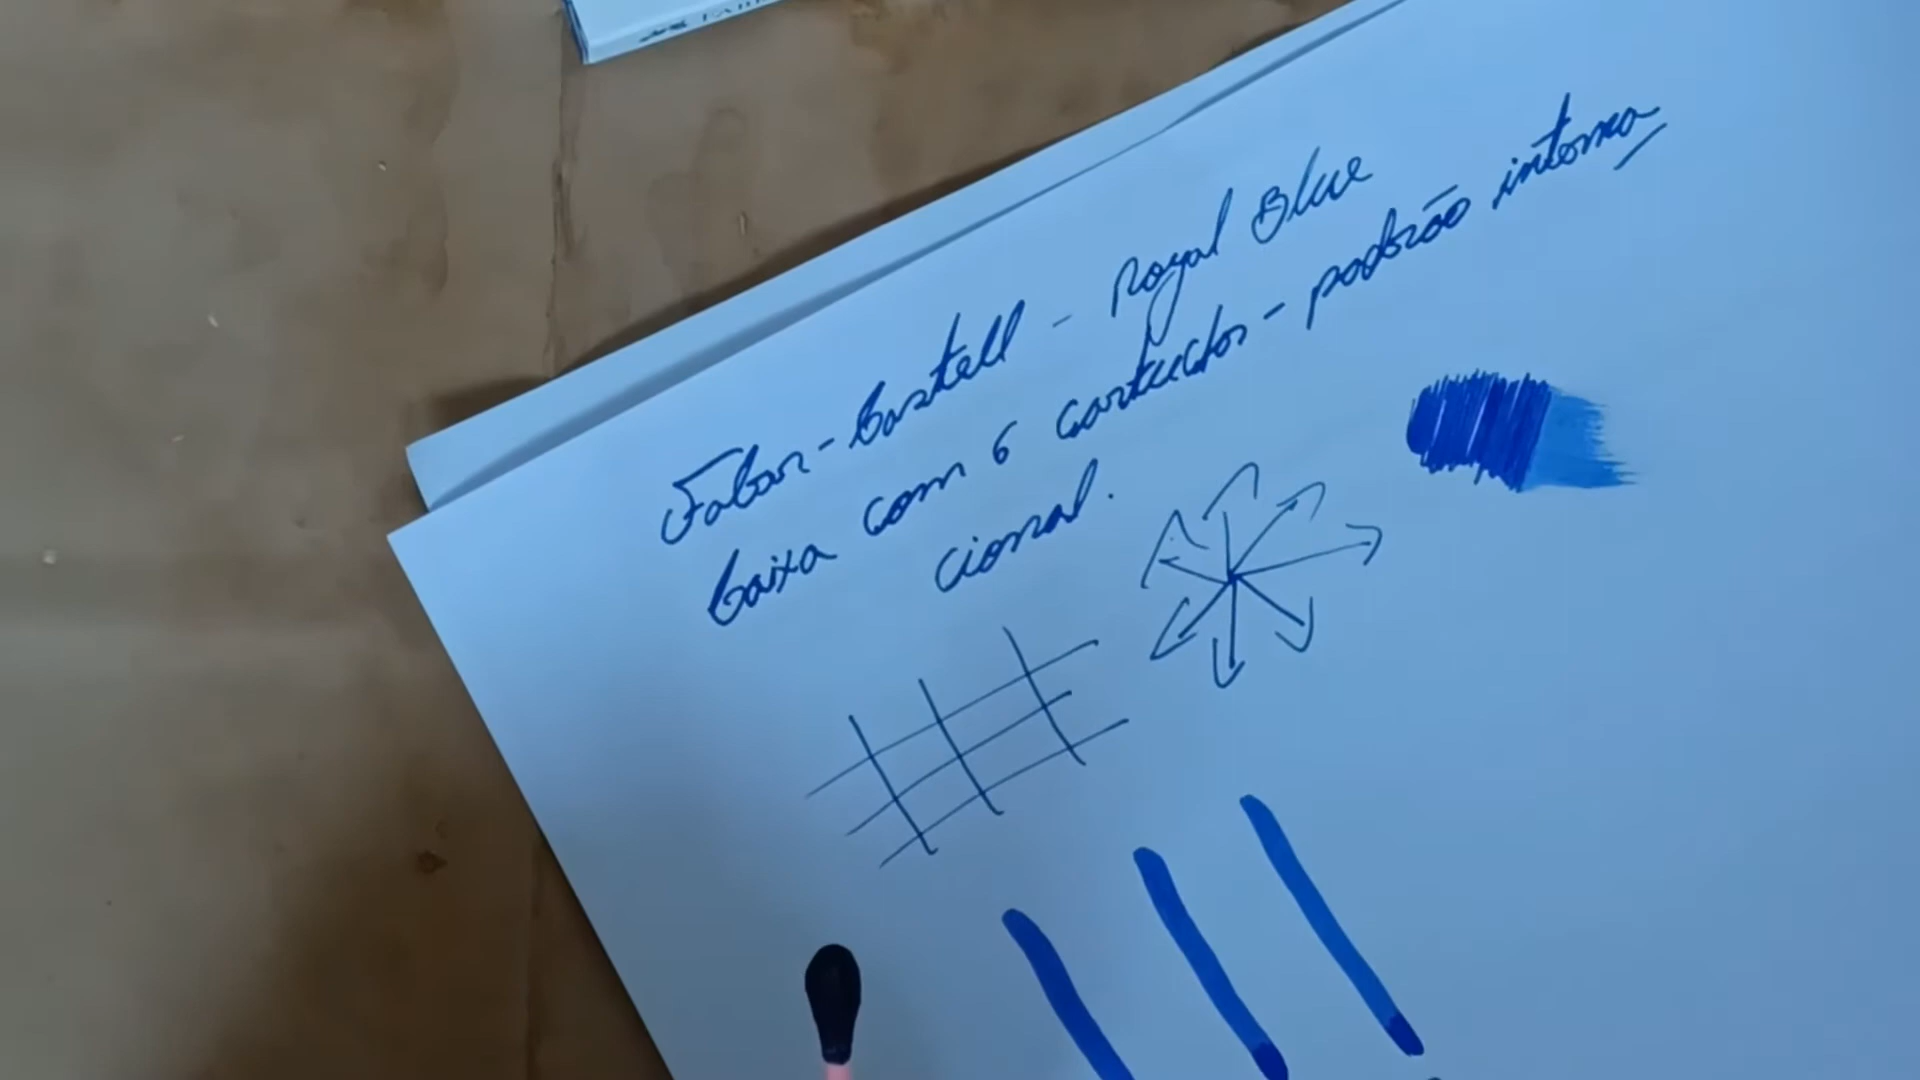 Faber-Castell - Royal Blue
Caixa com 6 cartuchos - padrão interna
cional.